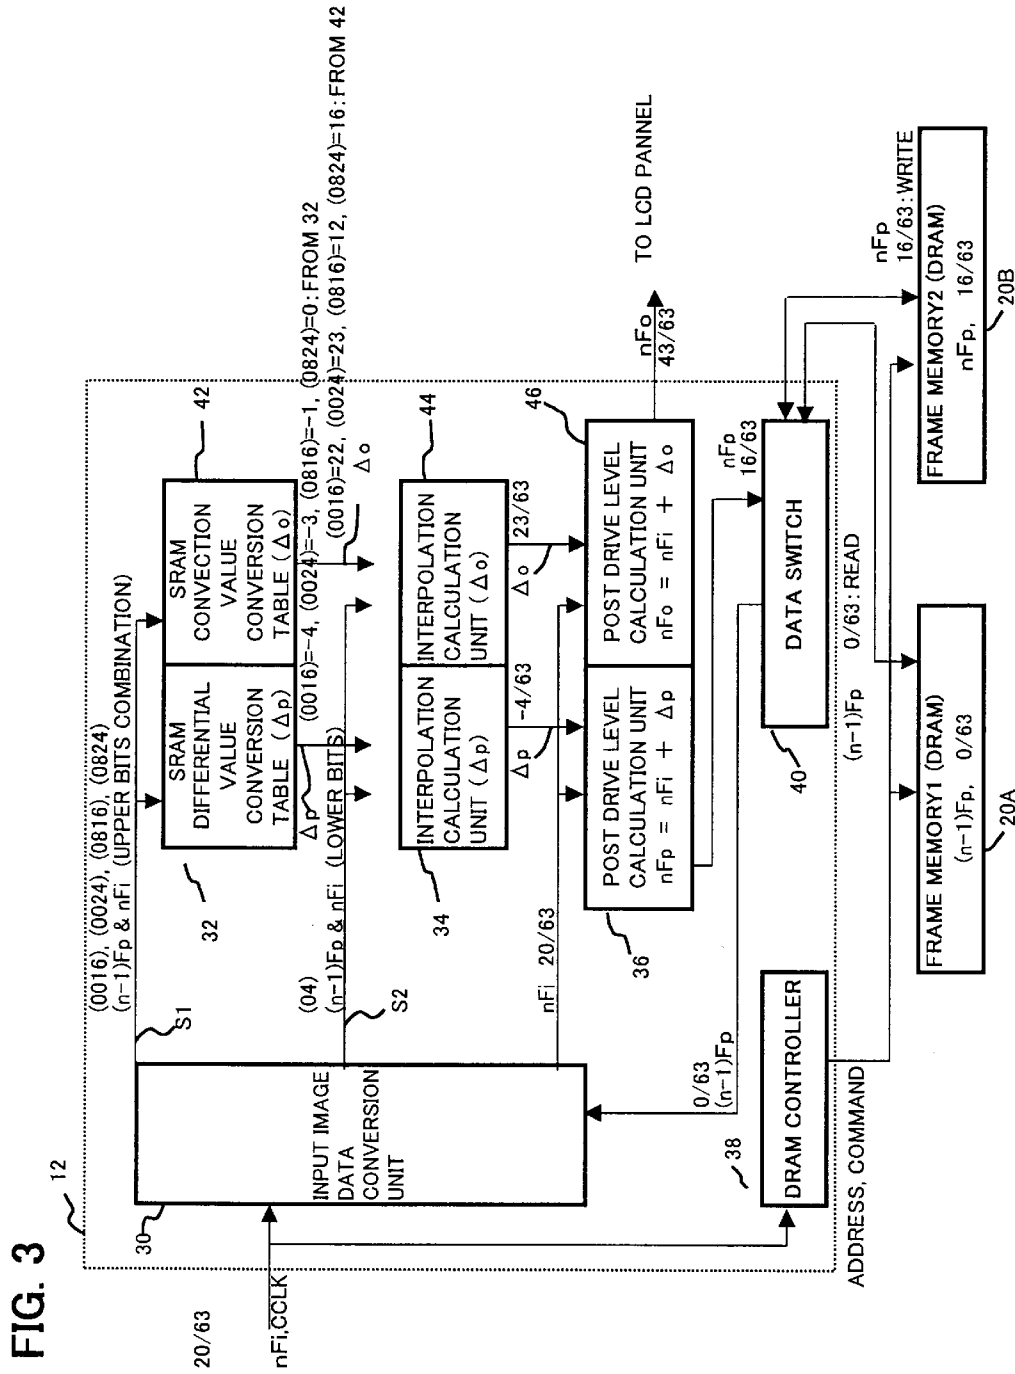 FIG. 3
12
20/63
nFi,CCLK
30
INPUT IMAGE
DATA
CONVERSION
UNIT
S1
(0016), (0024), (0816), (0824)
(n-1)Fp & nFi (UPPER BITS COMBINATION)
32
SRAM
DIFFERENTIAL
VALUE
CONVERSION
TABLE (Δp)
SRAM
CONVECTION
VALUE
CONVERSION
TABLE (Δo)
42
Δp
(0016)=-4, (0024)=-3, (0816)=-1, (0824)=0:FROM 32
(0016)=22, (0024)=23, (0816)=12, (0824)=16:FROM 42
Δo
(04)
(n-1)Fp & nFi (LOWER BITS)
S2
34
INTERPOLATION
CALCULATION
UNIT (Δp)
INTERPOLATION
CALCULATION
UNIT (Δo)
44
Δp
-4/63
Δo
23/63
nFi 20/63
36
POST DRIVE LEVEL
CALCULATION UNIT
nFp = nFi + Δp
POST DRIVE LEVEL
CALCULATION UNIT
nFo = nFi + Δo
46
nFo
43/63
TO LCD PANNEL
nFp
16/63
0/63
(n-1)Fp
38
DRAM CONTROLLER
40
DATA SWITCH
ADDRESS, COMMAND
(n-1)Fp
0/63:READ
nFp
16/63:WRITE
FRAME MEMORY1 (DRAM)
(n-1)Fp, 0/63
20A
FRAME MEMORY2 (DRAM)
nFp, 16/63
20B